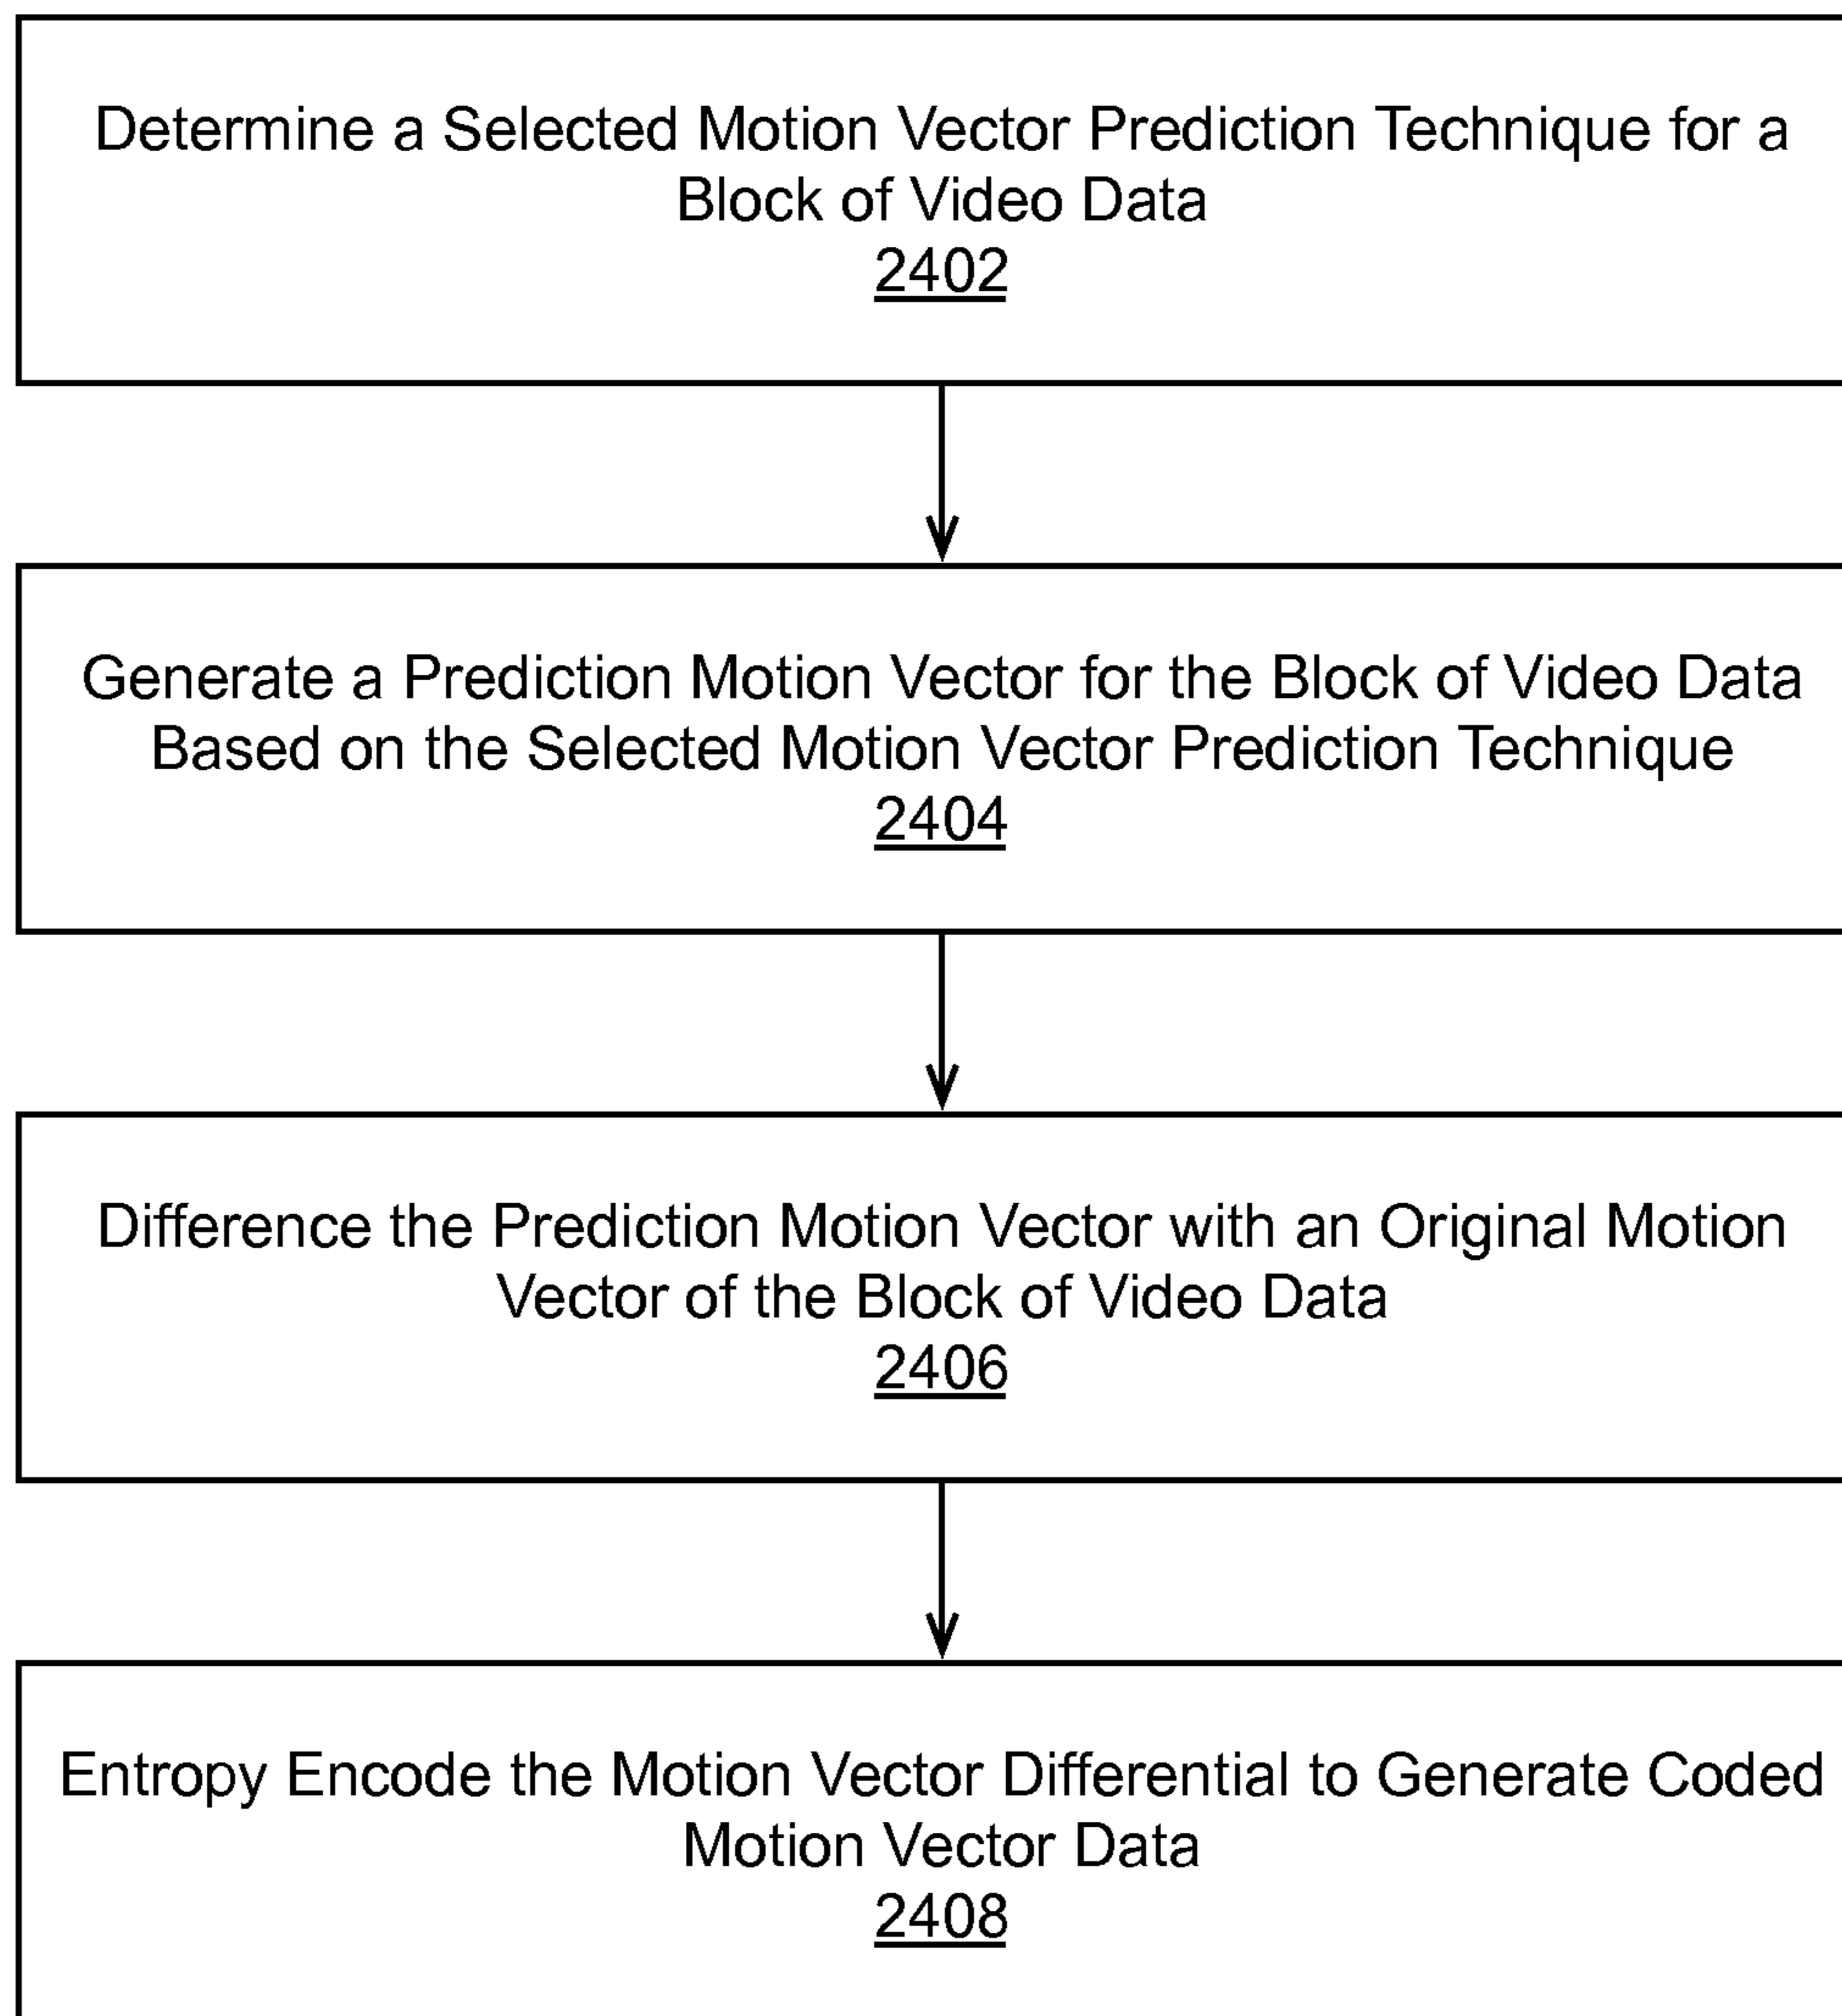 Determine a Selected Motion Vector Prediction Technique for a
Block of Video Data
2402
Generate a Prediction Motion Vector for the Block of Video Data
Based on the Selected Motion Vector Prediction Technique
2404
Difference the Prediction Motion Vector with an Original Motion
Vector of the Block of Video Data
2406
Entropy Encode the Motion Vector Differential to Generate Coded
Motion Vector Data
2408